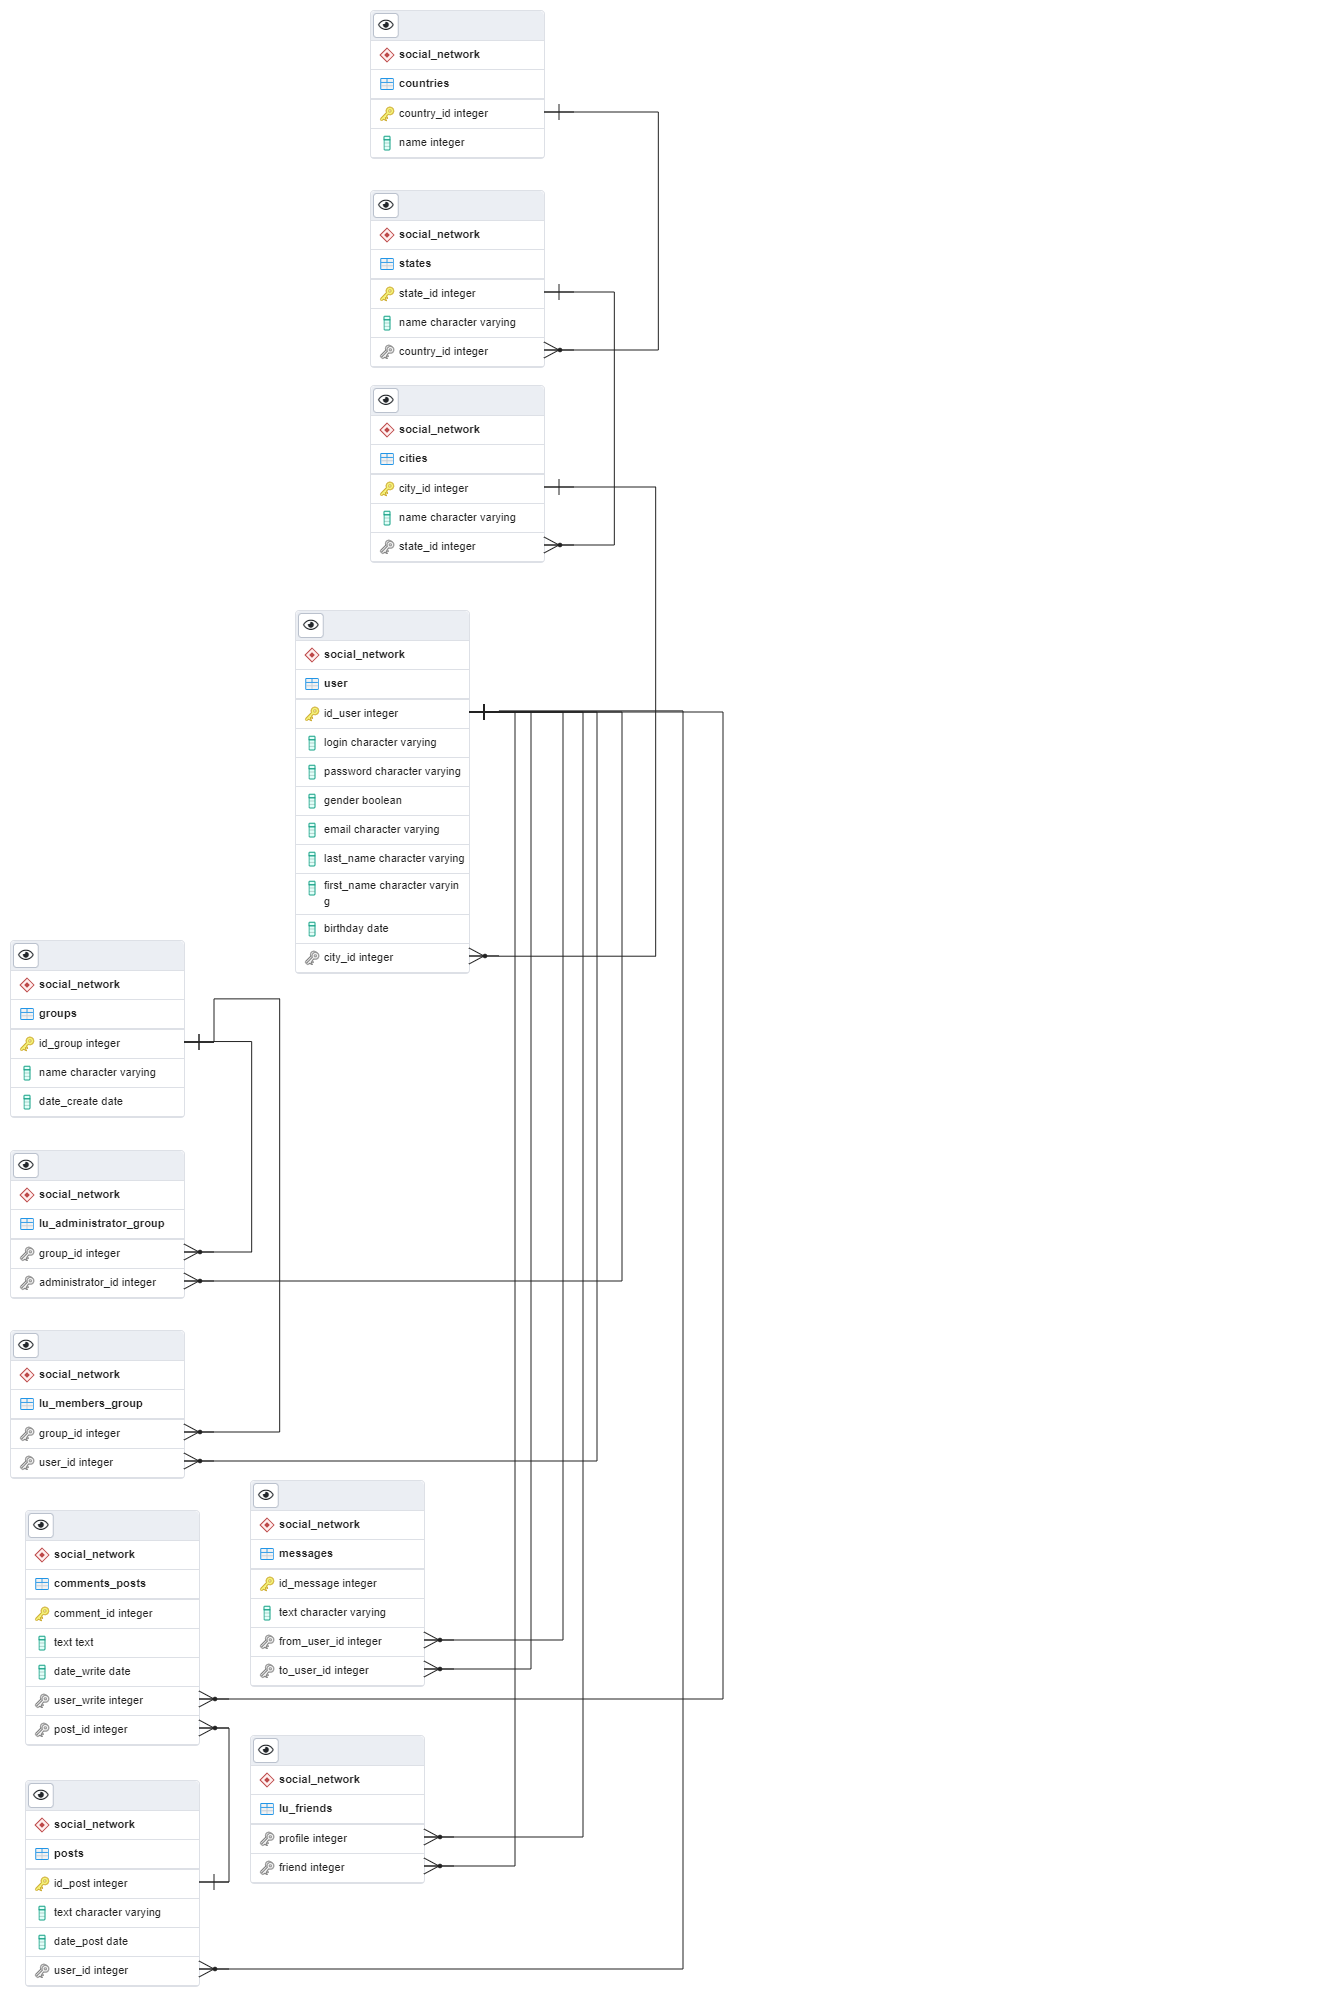 social_network
countries
country_id integer
name integer
social_network
states
state_id integer
name character varying
country_id integer
social_network
cities
city_id integer
name character varying
state_id integer
social_network
user
id_user integer
login character varying
password character varying
gender boolean
email character varying
last_name character varying
first_name character varyin
g
birthday date
city_id integer
social_network
groups
id_group integer
name character varying
date_create date
social_network
lu_administrator_group
group_id integer
administrator_id integer
social_network
lu_members_group
group_id integer
user_id integer
social_network
messages
id_message integer
text character varying
from_user_id integer
to_user_id integer
social_network
comments_posts
comment_id integer
text text
date_write date
user_write integer
post_id integer
social_network
lu_friends
profile integer
friend integer
social_network
posts
id_post integer
text character varying
date_post date
user_id integer